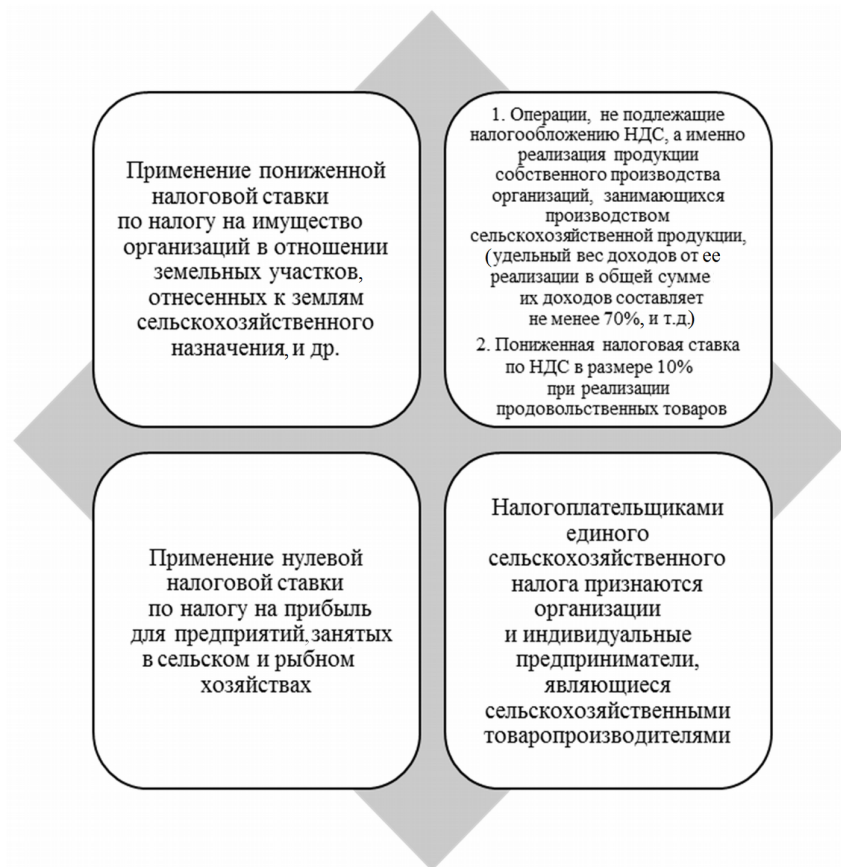 Применение пониженной
налоговой ставки
по налогу на имущество
организаций в отношении
земельных участков,
отнесенных к землям
сельскохозяйственного
назначения, и др.
1. Операции, не подлежащие
налогообложению НДС, а именно
реализация продукции
собственного производства
организаций, занимающихся
производством
сельскохозяйственной продукции,
(удельный вес доходов от ее
реализации в общей сумме
их доходов составляет
не менее 70%, и т.д.)
2. Пониженная налоговая ставка
по НДС в размере 10%
при реализации
продовольственных товаров
Применение нулевой
налоговой ставки
по налогу на прибыль
для предприятий, занятых
в сельском и рыбном
хозяйствах
Налогоплательщиками
единого
сельскохозяйственного
налога признаются
организации
и индивидуальные
предприниматели,
являющиеся
сельскохозяйственными
товаропроизводителями